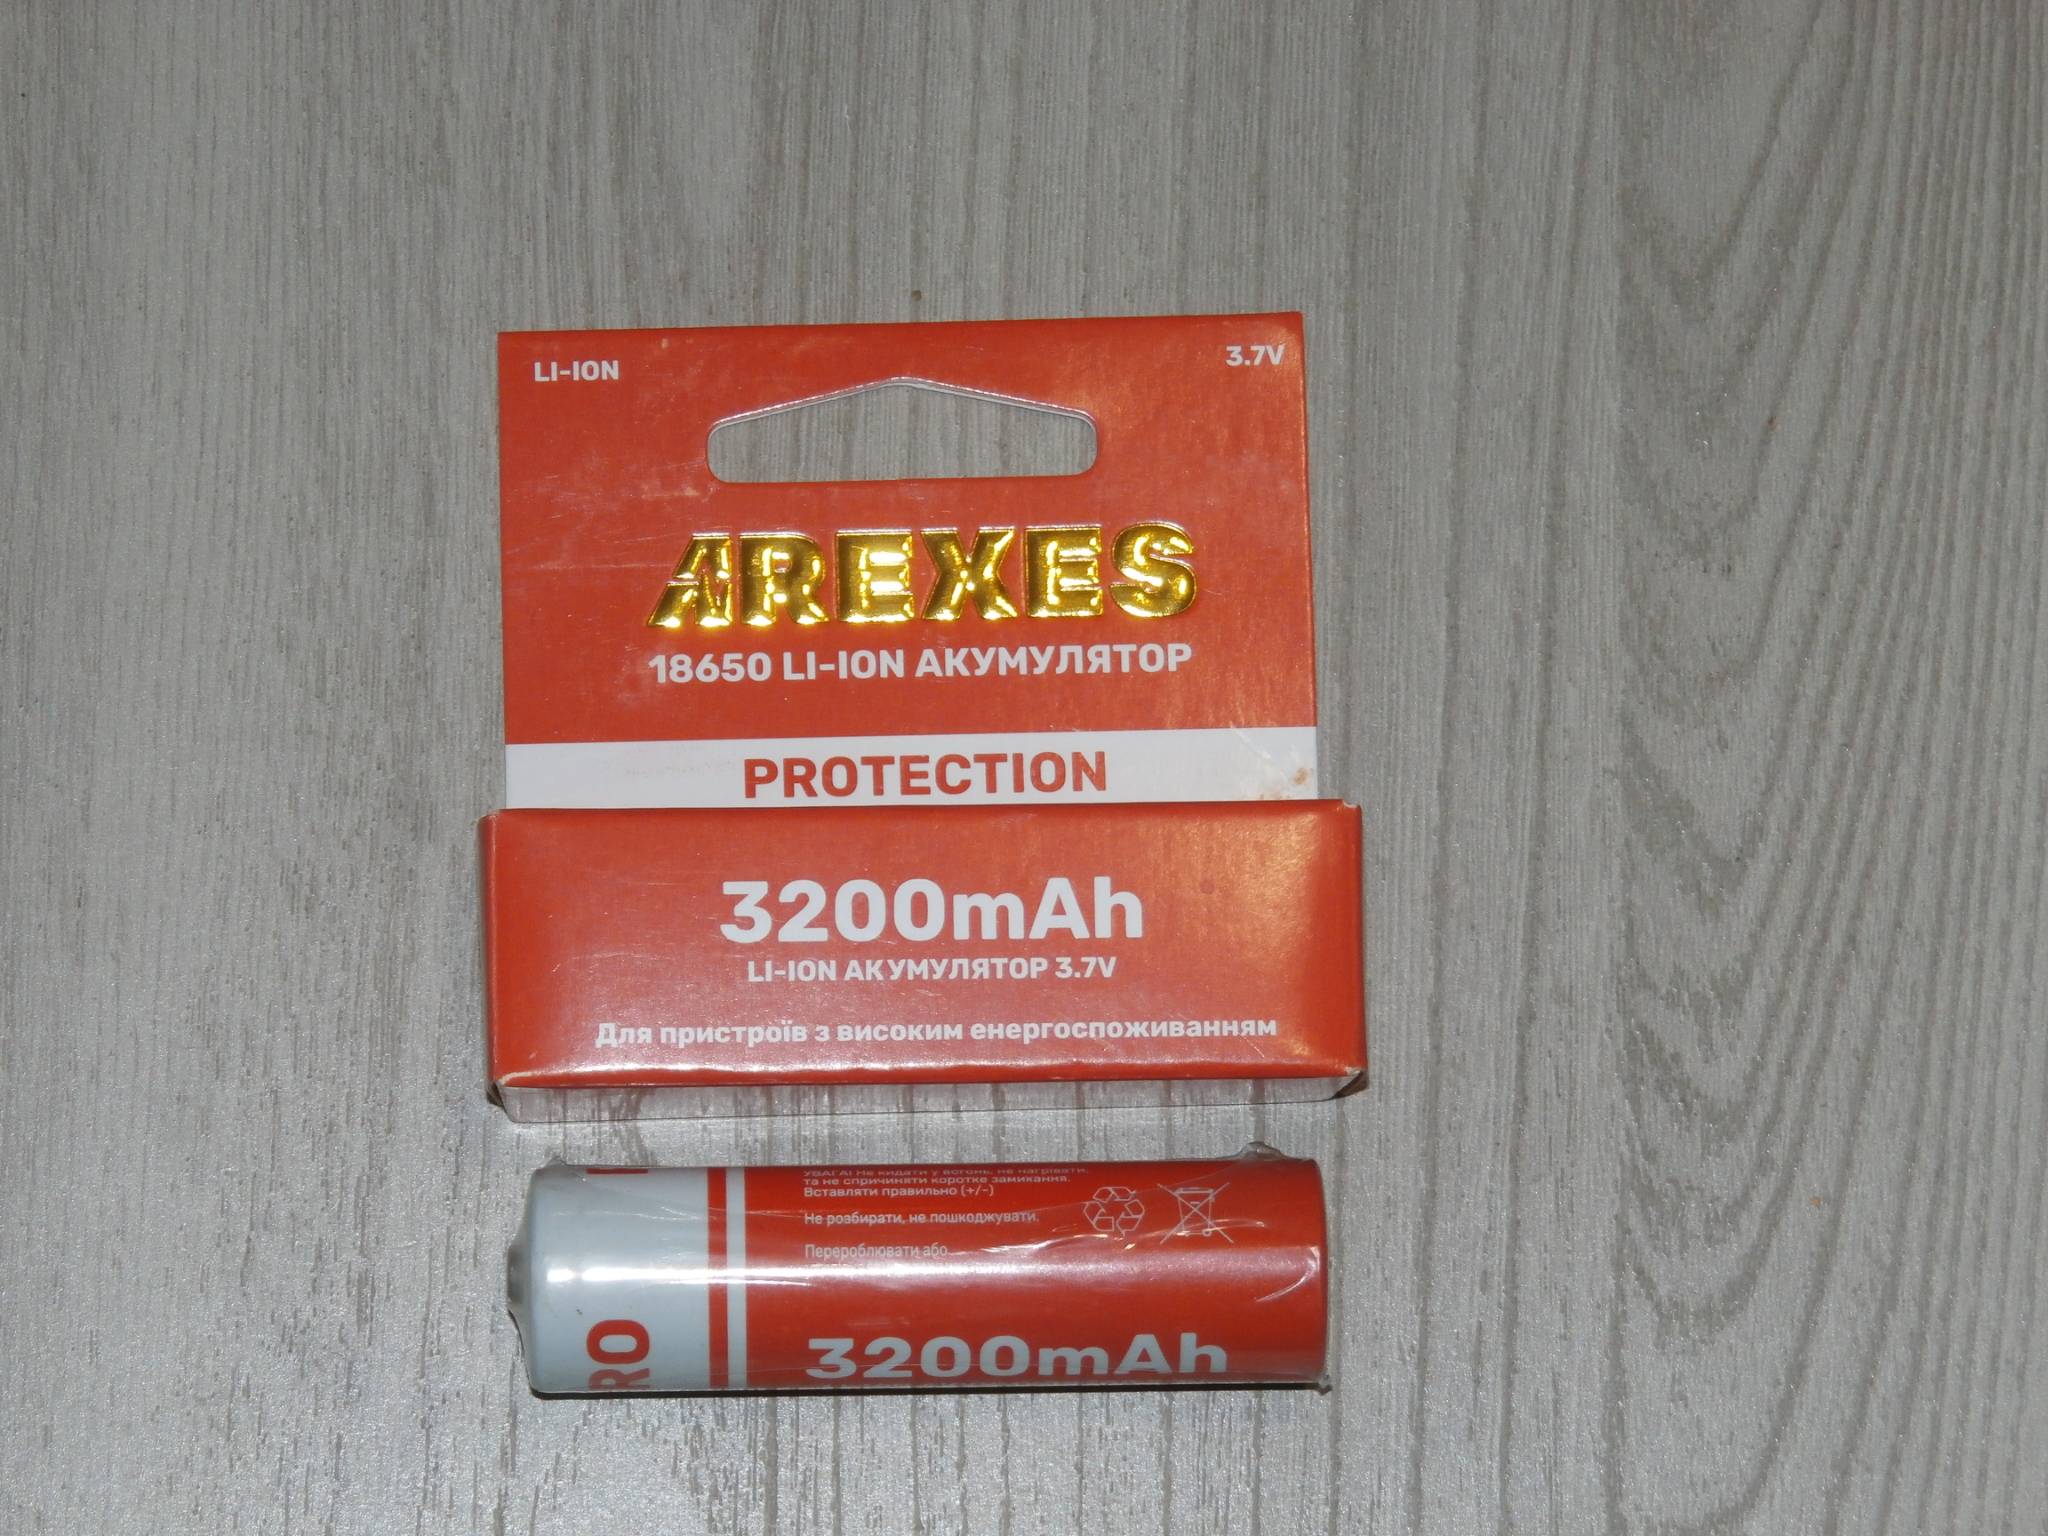 LI-ION
3.7V
AREXES
18650 LI-ION АКУМУЛЯТОР
PROTECTION
3200mAh
LI-ION АКУМУЛЯТОР 3.7V
Для пристроїв з високим енергоспоживанням
УВАГА! Не кидати у вогонь, не нагрівати,
та не спричиняти коротке замикання.
Вставляти правильно (+/-)
Не розбирати, не пошкоджувати.
Перероблювати або
RO
3200mAh